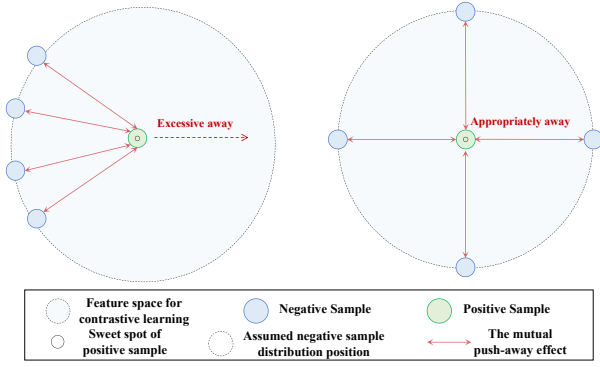 Excessive away
Appropriately away
Feature space for
contrastive learning
Negative Sample
Positive Sample
Sweet spot of
positive sample
Assumed negative sample
distribution position
The mutual
push-away effect